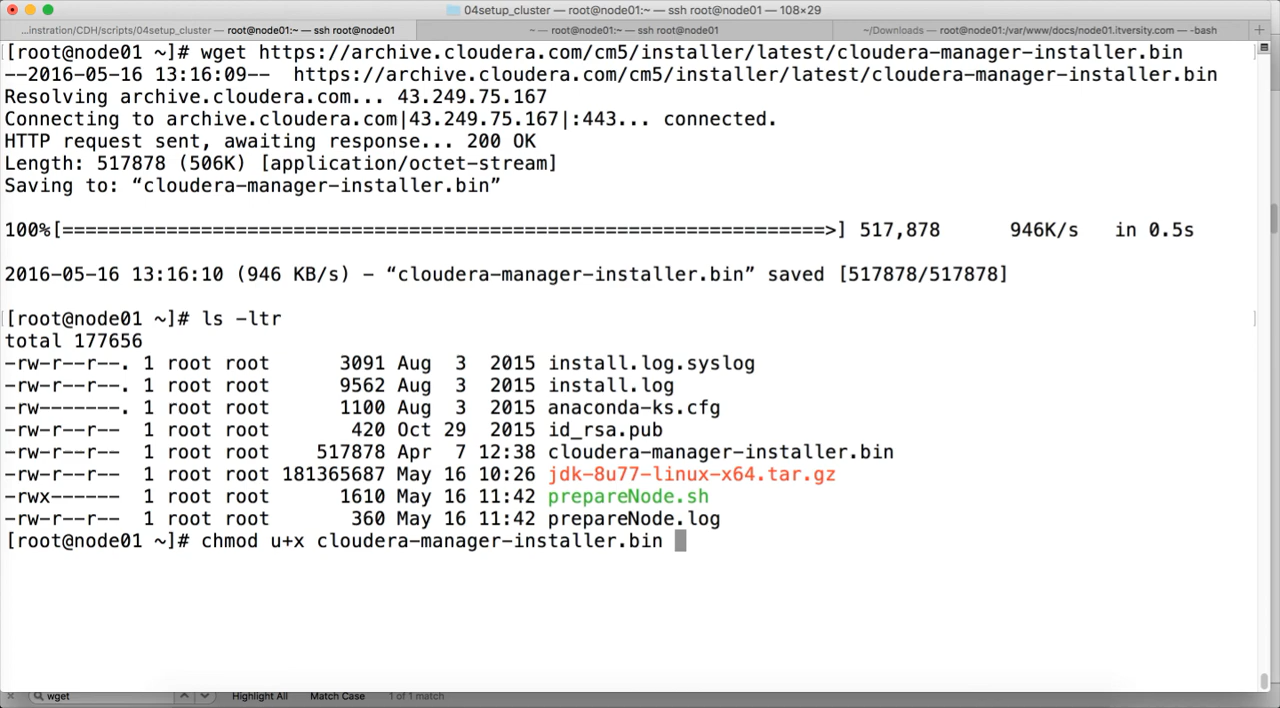 04setup_cluster — root@node01:~ — ssh root@node01 — 108×29
...instration/CDH/scripts/04setup_cluster — root@node01:~ — ssh root@node01
~ — root@node01:~ — ssh root@node01
~/Downloads — root@node01:/var/www/docs/node01.itversity.com — -bash
[root@node01 ~]# wget https://archive.cloudera.com/cm5/installer/latest/cloudera-manager-installer.bin
--2016-05-16 13:16:09--  https://archive.cloudera.com/cm5/installer/latest/cloudera-manager-installer.bin
Resolving archive.cloudera.com... 43.249.75.167
Connecting to archive.cloudera.com|43.249.75.167|:443... connected.
HTTP request sent, awaiting response... 200 OK
Length: 517878 (506K) [application/octet-stream]
Saving to: “cloudera-manager-installer.bin”
100%[==================================================================>] 517,878      946K/s   in 0.5s
2016-05-16 13:16:10 (946 KB/s) - “cloudera-manager-installer.bin” saved [517878/517878]
[root@node01 ~]# ls -ltr
total 177656
-rw-r--r--. 1 root root      3091 Aug  3  2015 install.log.syslog
-rw-r--r--. 1 root root      9562 Aug  3  2015 install.log
-rw-------. 1 root root      1100 Aug  3  2015 anaconda-ks.cfg
-rw-r--r-- 1 root root       420 Oct 29  2015 id_rsa.pub
-rw-r--r-- 1 root root    517878 Apr  7 12:38 cloudera-manager-installer.bin
-rw-r--r-- 1 root root 181365687 May 16 10:26 jdk-8u77-linux-x64.tar.gz
-rwx------ 1 root root      1610 May 16 11:42 prepareNode.sh
-rw-r--r-- 1 root root       360 May 16 11:42 prepareNode.log
[root@node01 ~]# chmod u+x cloudera-manager-installer.bin
wget
Highlight All
Match Case
1 of 1 match